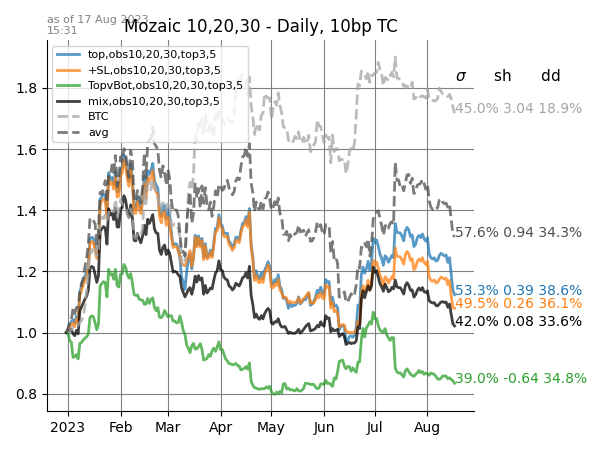 as of 17 Aug 2023
15:31
Mozaic 10,20,30 - Daily, 10bp TC
top,obs10,20,30,top3,5
+SL,obs10,20,30,top3,5
TopvBot,obs10,20,30,top3,5
mix,obs10,20,30,top3,5
BTC
avg
σ sh dd
45.0% 3.04 18.9%
57.6% 0.94 34.3%
53.3% 0.39 38.6%
49.5% 0.26 36.1%
42.0% 0.08 33.6%
39.0% -0.64 34.8%
1.8
1.6
1.4
1.2
1.0
0.8
2023 Feb Mar Apr May Jun Jul Aug